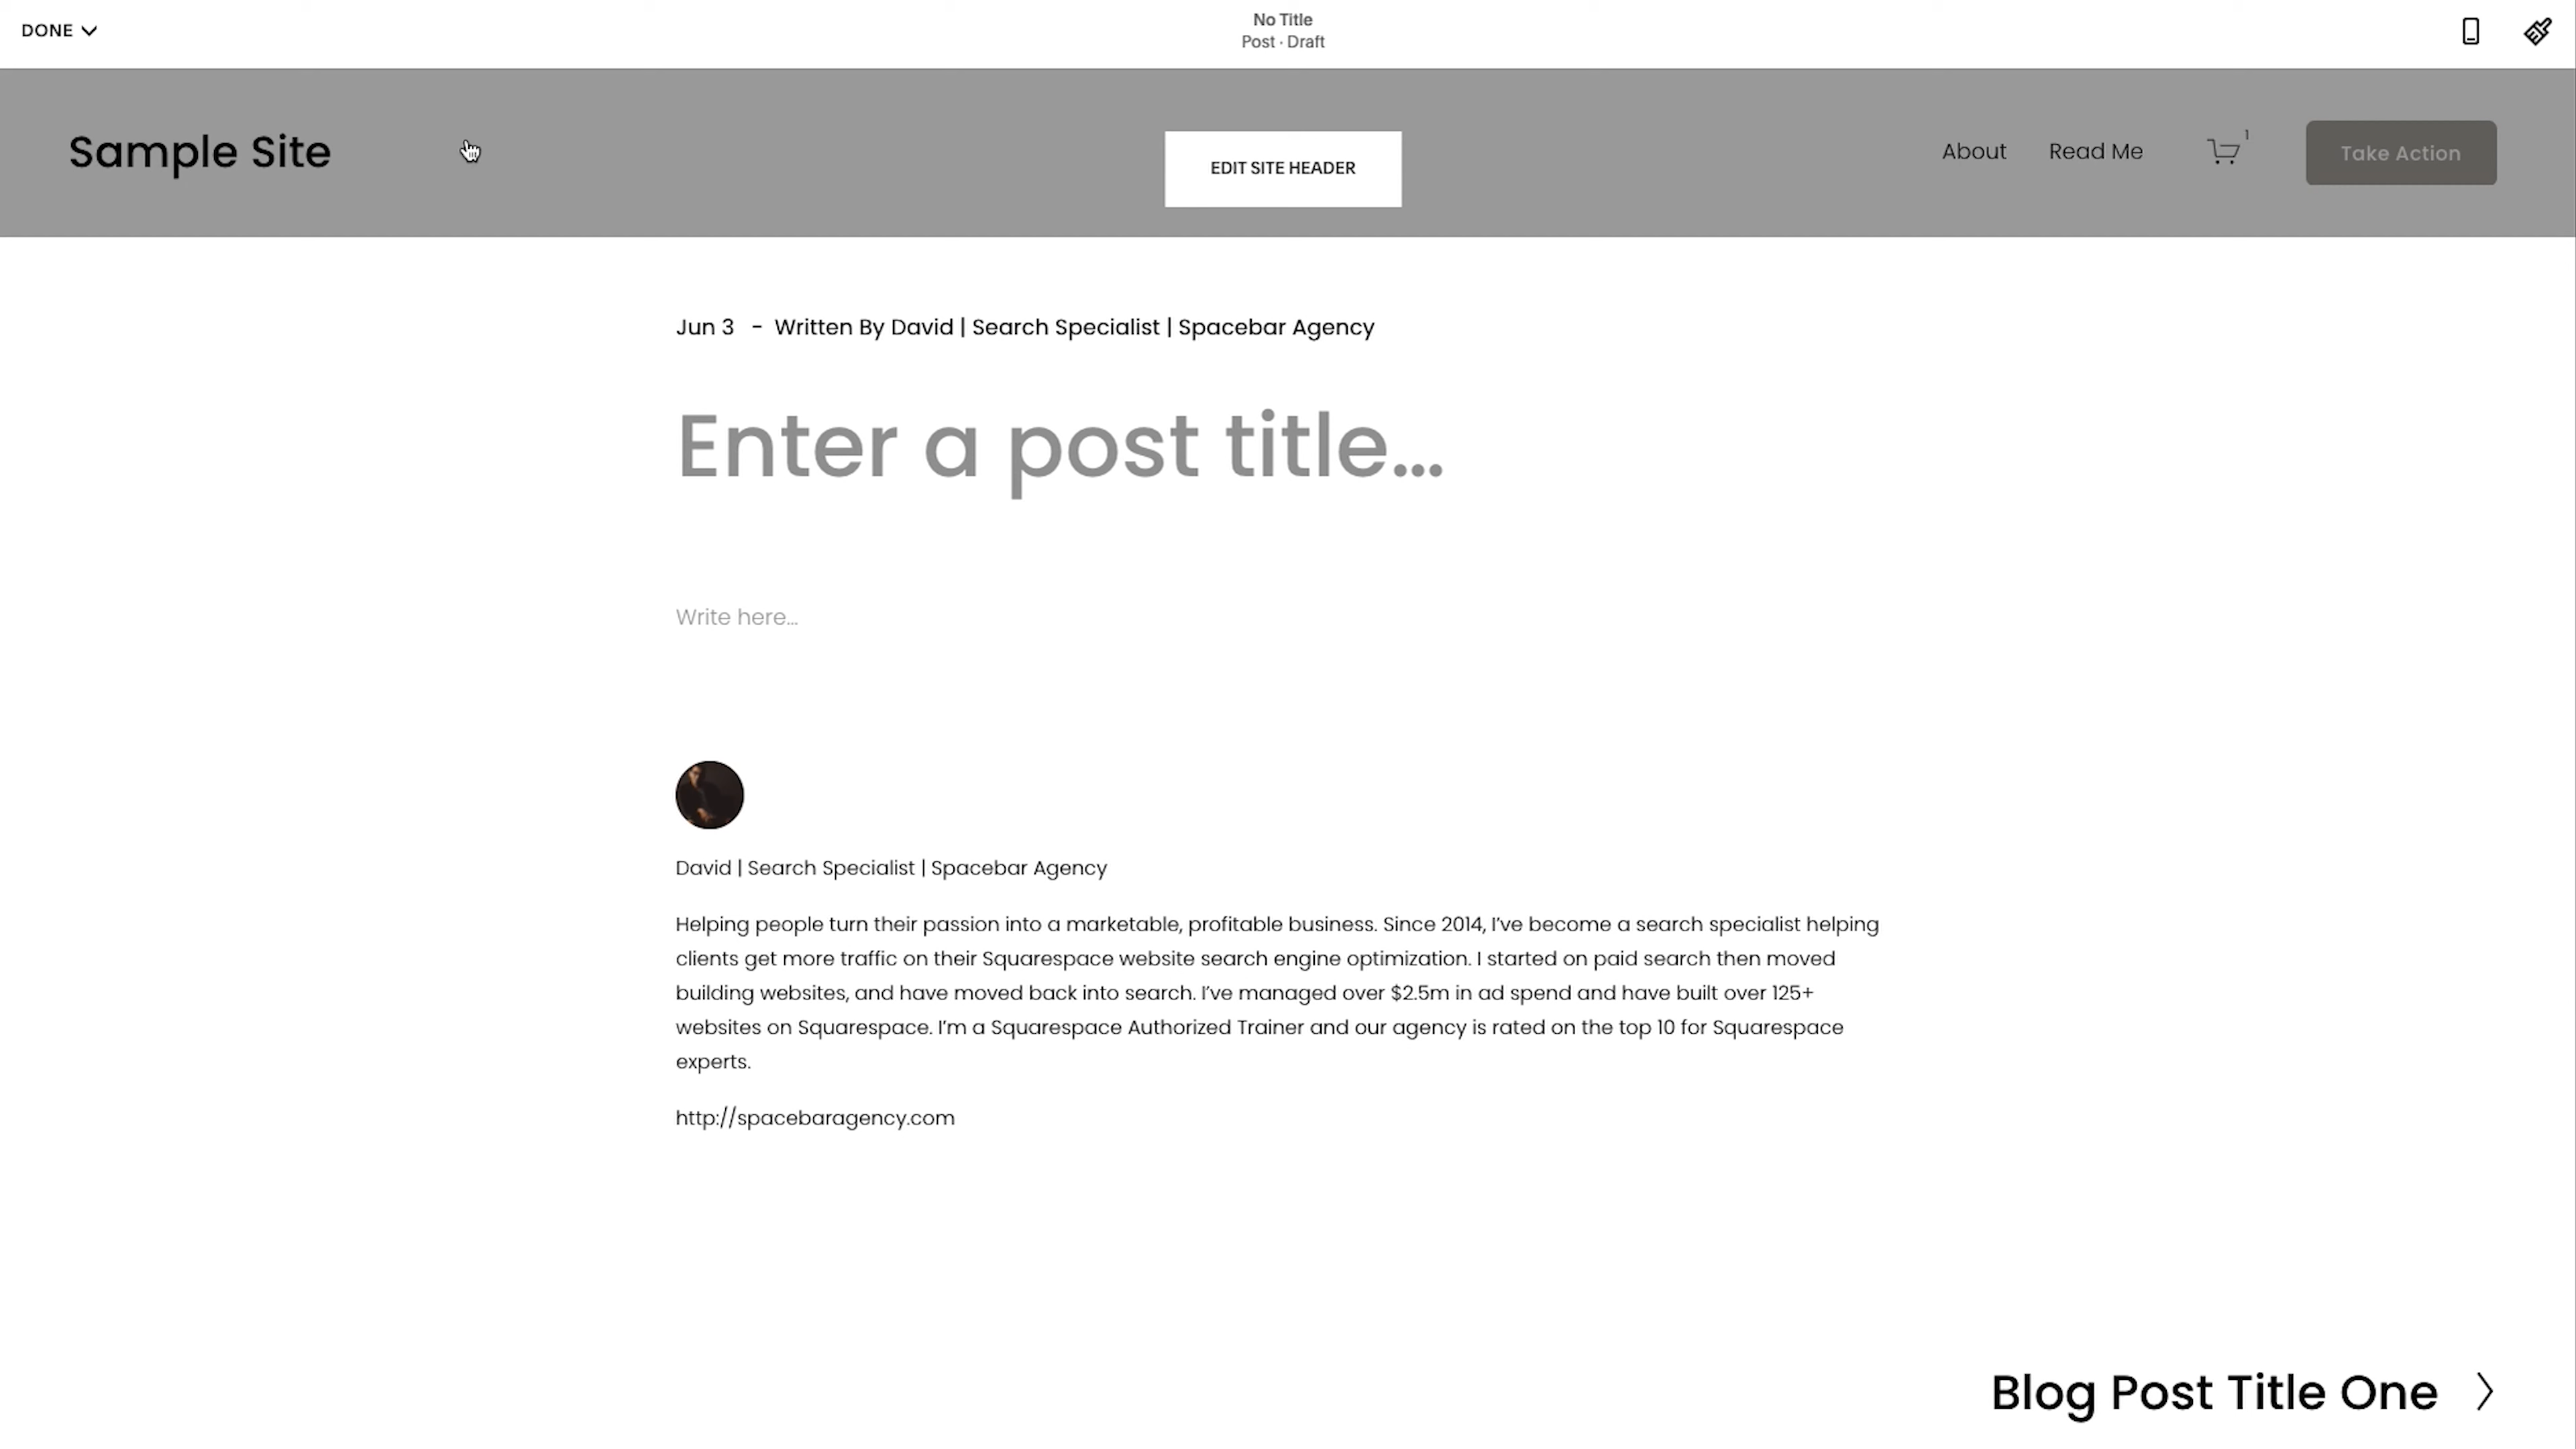 DONE
No Title
Post · Draft
Sample Site
EDIT SITE HEADER
About
Read Me
1
Take Action
Jun 3 - Written By David | Search Specialist | Spacebar Agency
Enter a post title...
Write here...
David | Search Specialist | Spacebar Agency
Helping people turn their passion into a marketable, profitable business. Since 2014, I've become a search specialist helping
clients get more traffic on their Squarespace website search engine optimization. I started on paid search then moved
building websites, and have moved back into search. I've managed over $2.5m in ad spend and have built over 125+
websites on Squarespace. I'm a Squarespace Authorized Trainer and our agency is rated on the top 10 for Squarespace
experts.
http://spacebaragency.com
Blog Post Title One